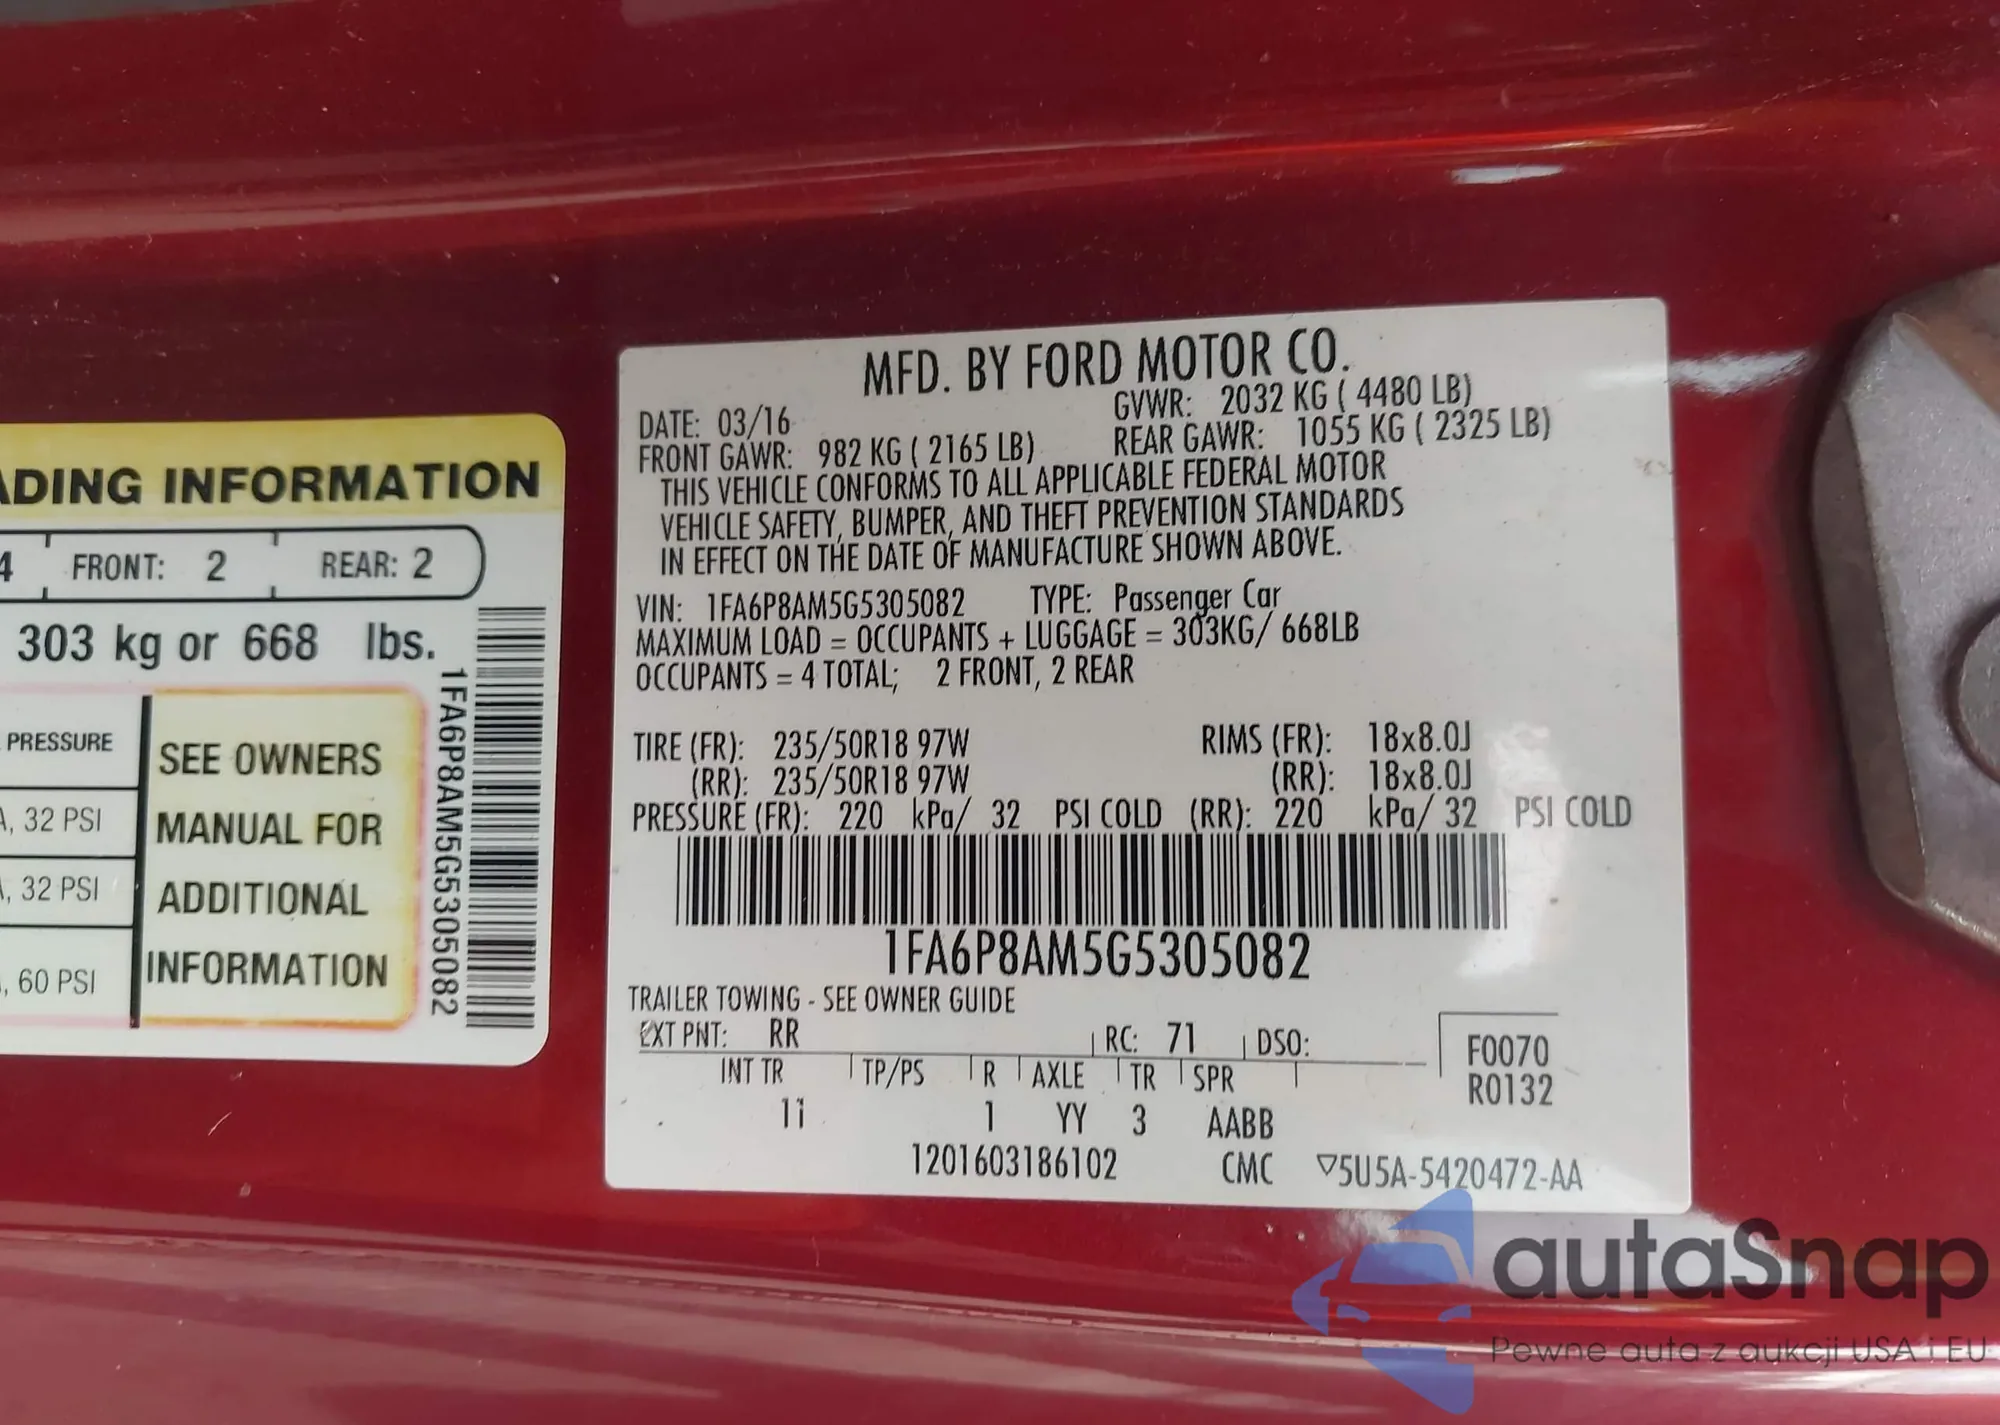 ADING INFORMATION
4 FRONT: 2 REAR: 2
303 kg or 668 lbs.
PRESSURE
A, 32 PSI
, 32 PSI
, 60 PSI
SEE OWNERS
MANUAL FOR
ADDITIONAL
INFORMATION
1FA6P8AM5G5305082
MFD. BY FORD MOTOR CO.
DATE: 03/16 GVWR: 2032 KG ( 4480 LB)
FRONT GAWR: 982 KG ( 2165 LB) REAR GAWR: 1055 KG ( 2325 LB)
THIS VEHICLE CONFORMS TO ALL APPLICABLE FEDERAL MOTOR
VEHICLE SAFETY, BUMPER, AND THEFT PREVENTION STANDARDS
IN EFFECT ON THE DATE OF MANUFACTURE SHOWN ABOVE.
VIN: 1FA6P8AM5G5305082 TYPE: Passenger Car
MAXIMUM LOAD = OCCUPANTS + LUGGAGE = 303KG/ 668LB
OCCUPANTS = 4 TOTAL; 2 FRONT, 2 REAR
TIRE (FR): 235/50R18 97W RIMS (FR): 18x8.0J
(RR): 235/50R18 97W (RR): 18x8.0J
PRESSURE (FR): 220 kPa/ 32 PSI COLD (RR): 220 kPa/ 32 PSI COLD
1FA6P8AM5G5305082
TRAILER TOWING - SEE OWNER GUIDE
EXT PNT: RR RC: 71 DSO: F0070
R0132
INT TR TP/PS R AXLE TR SPR
1i 1 YY 3 AABB
1201603186102 CMC ▽5U5A-5420472-AA
autaSnap
Pewne auta z aukcji USA i EU